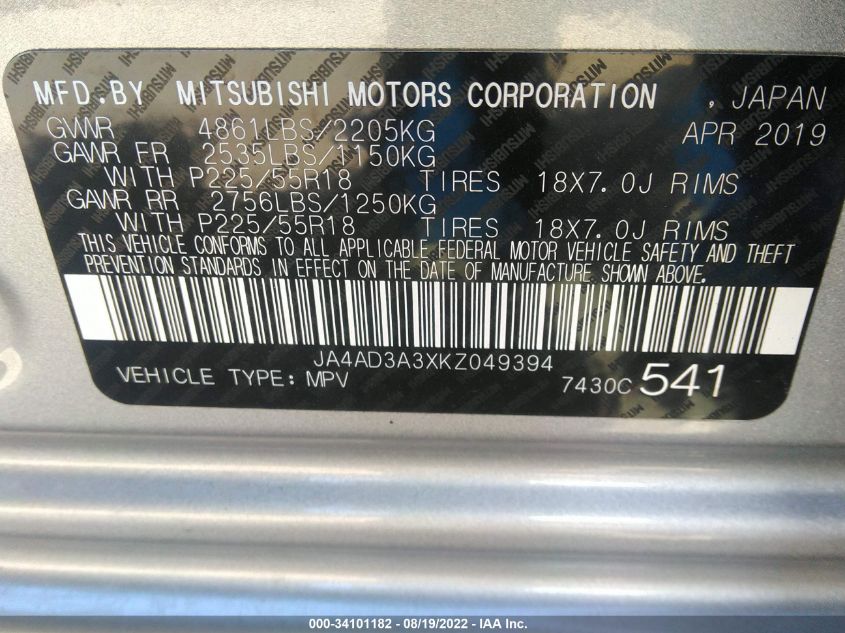 MFD.BY MITSUBISHI MOTORS CORPORATION , JAPAN
GVWR 4861LBS/2205KG APR 2019
GAWR FR 2535LBS/1150KG
WITH P225/55R18 TIRES 18X7.0J RIMS
GAWR RR 2756LBS/1250KG
WITH P225/55R18 TIRES 18X7.0J RIMS
THIS VEHICLE CONFORMS TO ALL APPLICABLE FEDERAL MOTOR VEHICLE SAFETY AND THEFT
PREVENTION STANDARDS IN EFFECT ON THE DATE OF MANUFACTURE SHOWN ABOVE.
JA4AD3A3XKZ049394
VEHICLE TYPE: MPV 7430C 541
000-34101182 - 08/19/2022 - IAA Inc.